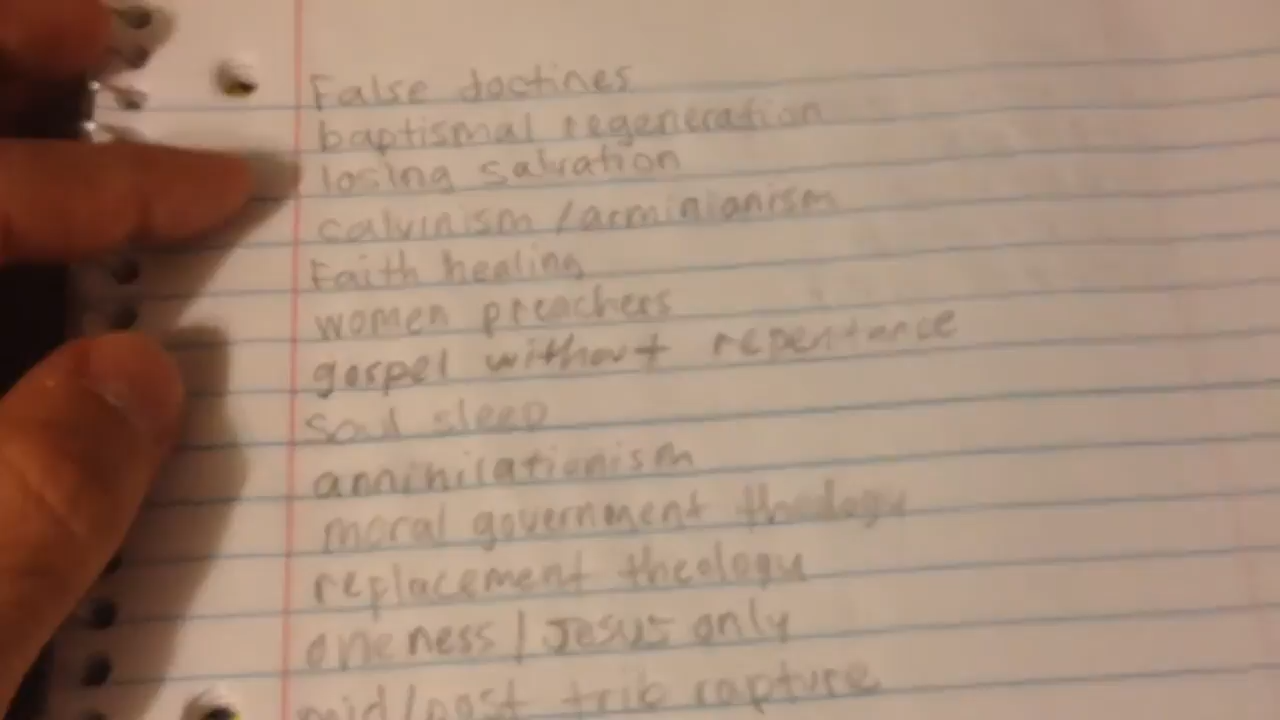 False doctines
baptismal regeneration
losing salvation
calvinism / arminianism
Faith healing
women preachers
gospel without repentance
soul sleep
annihilationism
moral government theology
replacement theology
oneness / Jesus only
mid/post trib rapture